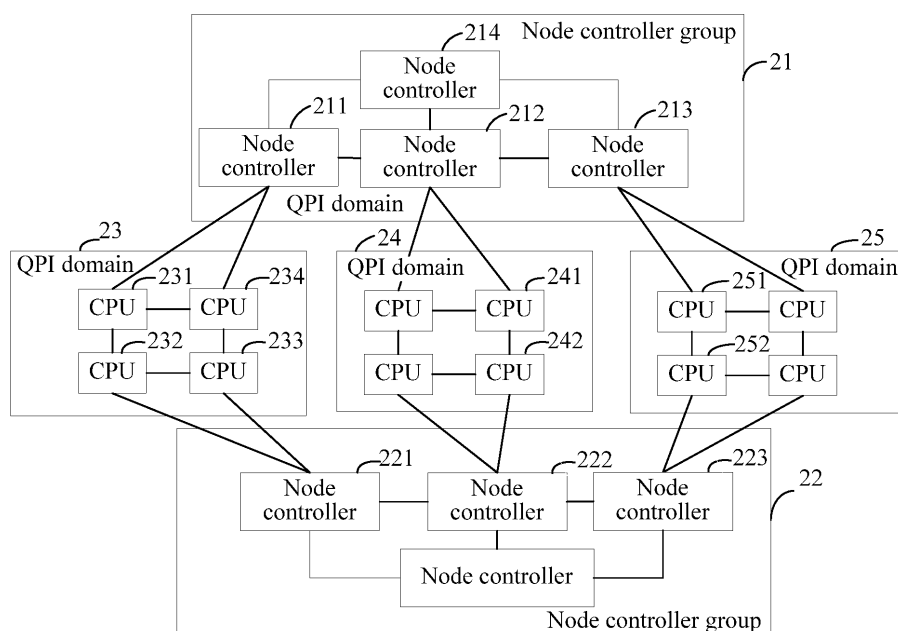 Node controller group
21
214
Node
controller
211
Node
controller
212
Node
controller
213
Node
controller
QPI domain
23
QPI domain
231
CPU
234
CPU
232
CPU
233
CPU
24
QPI domain
CPU
241
CPU
CPU
242
CPU
25
QPI domain
251
CPU
CPU
252
CPU
CPU
221
Node
controller
222
Node
controller
223
Node
controller
22
Node controller
Node controller group